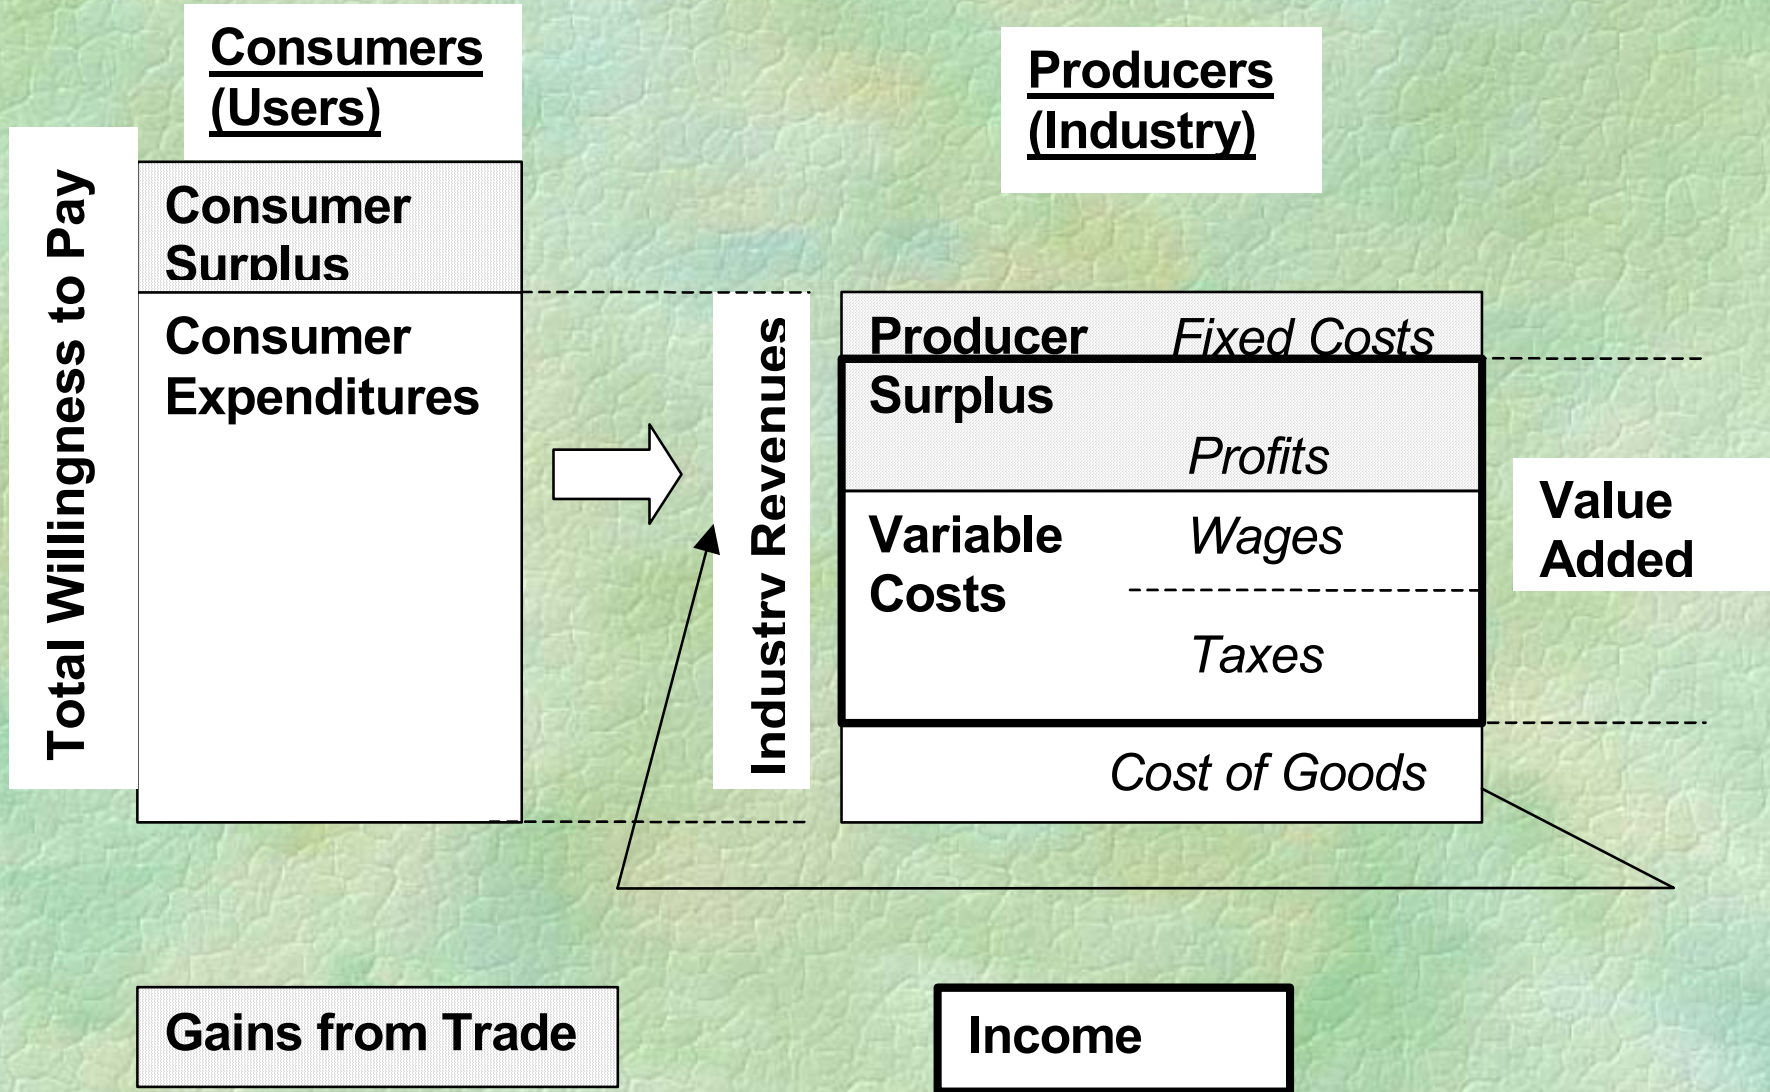 Consumers
(Users)
Producers
(Industry)
Total Willingness to Pay
Consumer
Surplus
Consumer
Expenditures
Industry Revenues
Producer Fixed Costs
Surplus
Profits
Variable Wages
Costs
Taxes
Cost of Goods
Value
Added
Gains from Trade
Income